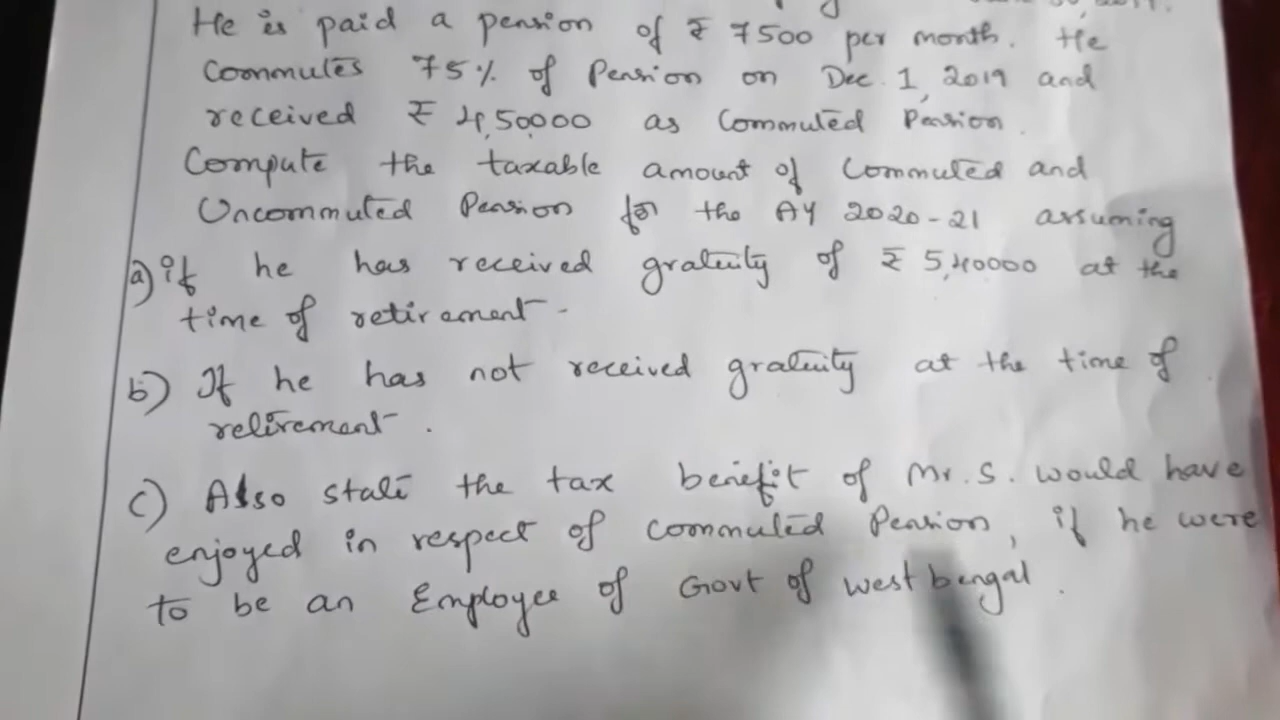 He is paid a pension of ₹ 7500 per month. He
Commutes 75% of Pension on Dec. 1, 2019 and
received ₹ 4,50,000 as Commuted Pension.
Compute the taxable amount of Commuted and
Uncommuted Pension for the AY 2020-21 assuming
a) if he has received gratuity of ₹ 5,40000 at the
time of retirement.
b) If he has not received gratuity at the time of
retirement.
c) Also state the tax benefit of Mr. S. would have
enjoyed in respect of Commuted Pension, if he were
to be an Employee of Govt of west bengal.